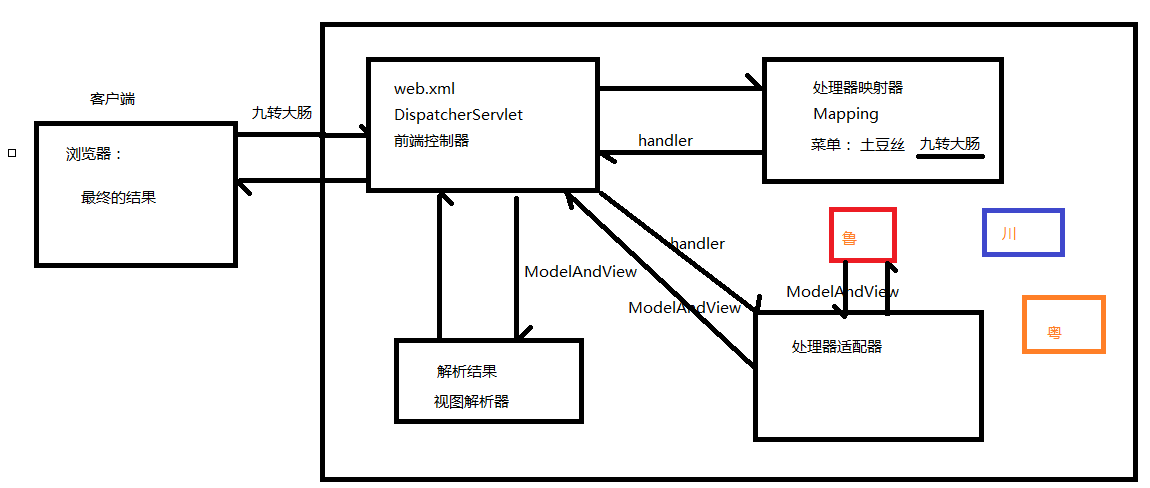 客户端
浏览器：
最终的结果
九转大肠
web.xml
DispatcherServlet
前端控制器
处理器映射器
Mapping
菜单： 土豆丝 九转大肠
handler
handler
ModelAndView
ModelAndView
ModelAndView
鲁
川
粤
处理器适配器
解析结果
视图解析器